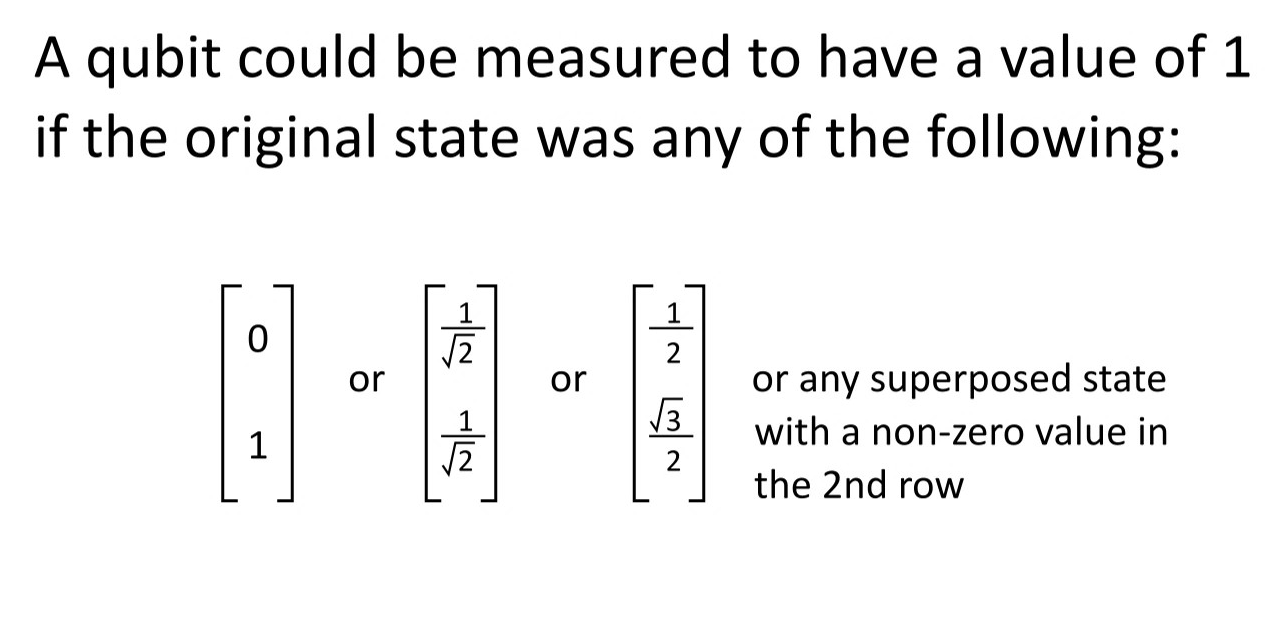 A qubit could be measured to have a value of 1
if the original state was any of the following:
[0 1] or [1/√2 1/√2] or [1/2 √3/2] or any superposed state
with a non-zero value in
the 2nd row